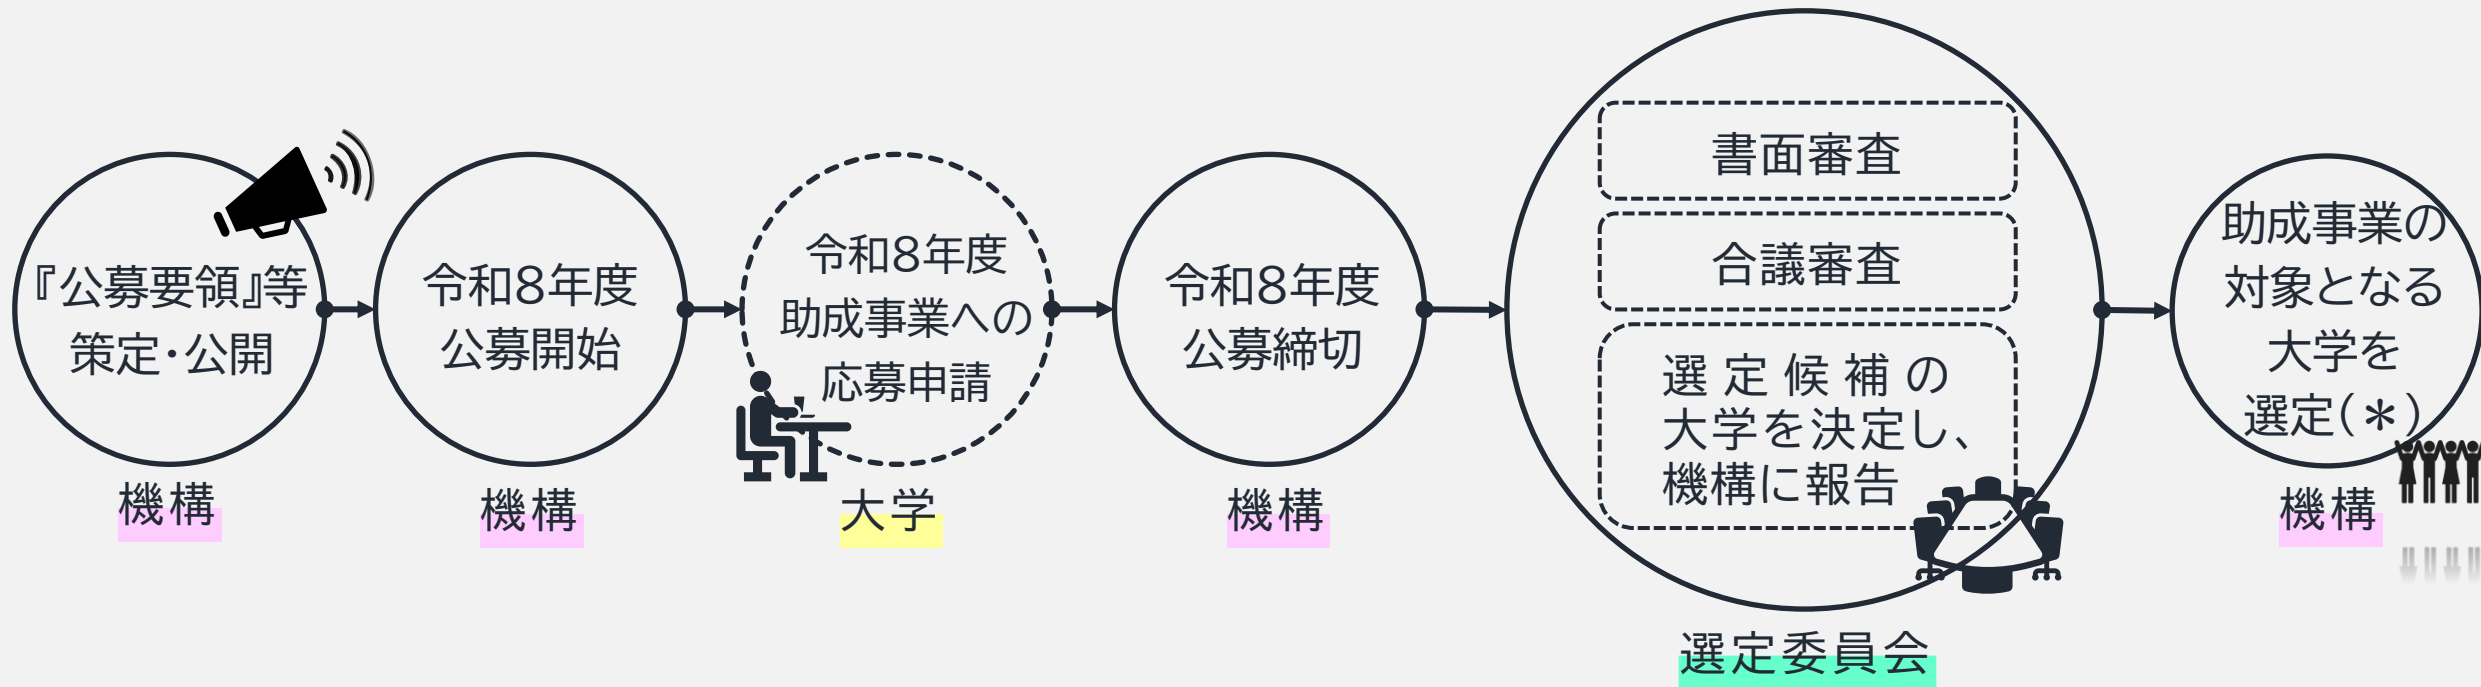 『公募要領』等
策定・公開
機構
令和8年度
公募開始
機構
令和8年度
助成事業への
応募申請
大学
令和8年度
公募締切
機構
書面審査
合議審査
選定候補の
大学を決定し、
機構に報告
選定委員会
助成事業の
対象となる
大学を
選定（＊）
機構